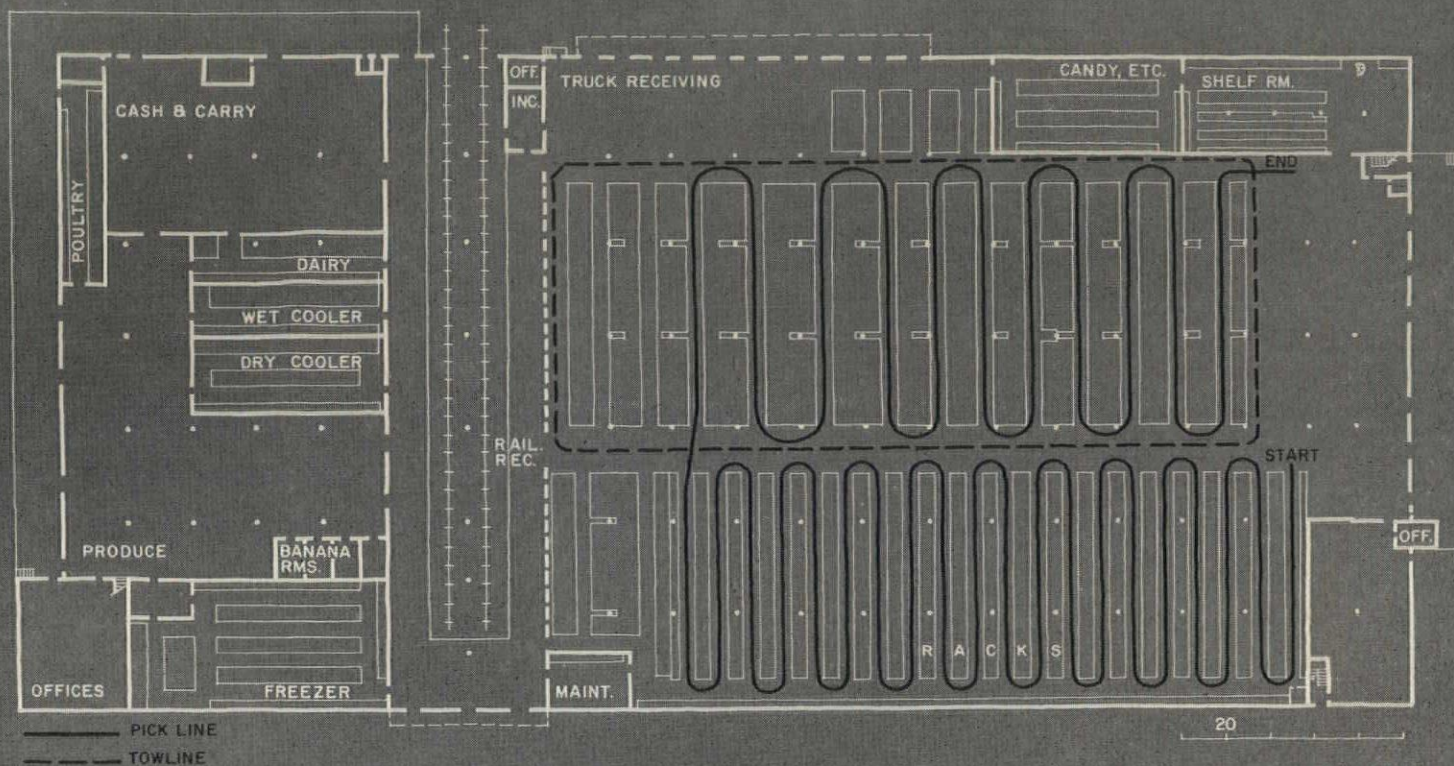 CASH & CARRY
POULTRY
DAIRY
WET COOLER
DRY COOLER
PRODUCE
BANANA
RMS.
OFFICES
FREEZER
OFF.
INC.
RAIL.
REC.
TRUCK RECEIVING
CANDY, ETC.
SHELF RM.
END
START
OFF.
RACKS
MAINT.
20
PICK LINE
TOWLINE